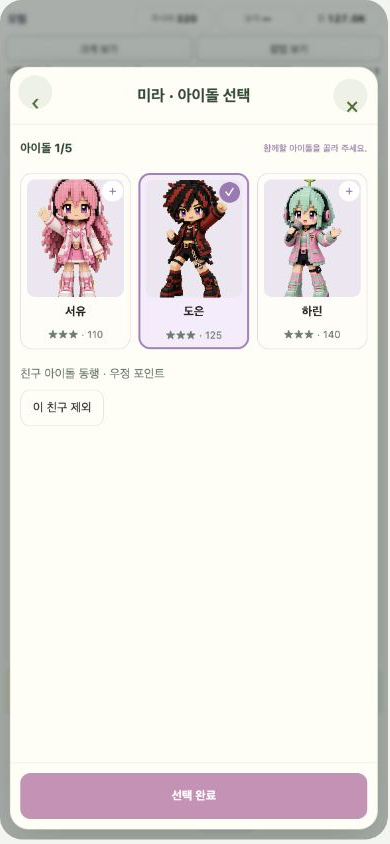 미라 · 아이돌 선택
아이돌 1/5
함께할 아이돌을 골라 주세요.
서유
도은
하린
★★★ · 110
★★★ · 125
★★★ · 140
친구 아이돌 동행 · 우정 포인트
이 친구 제외
선택 완료